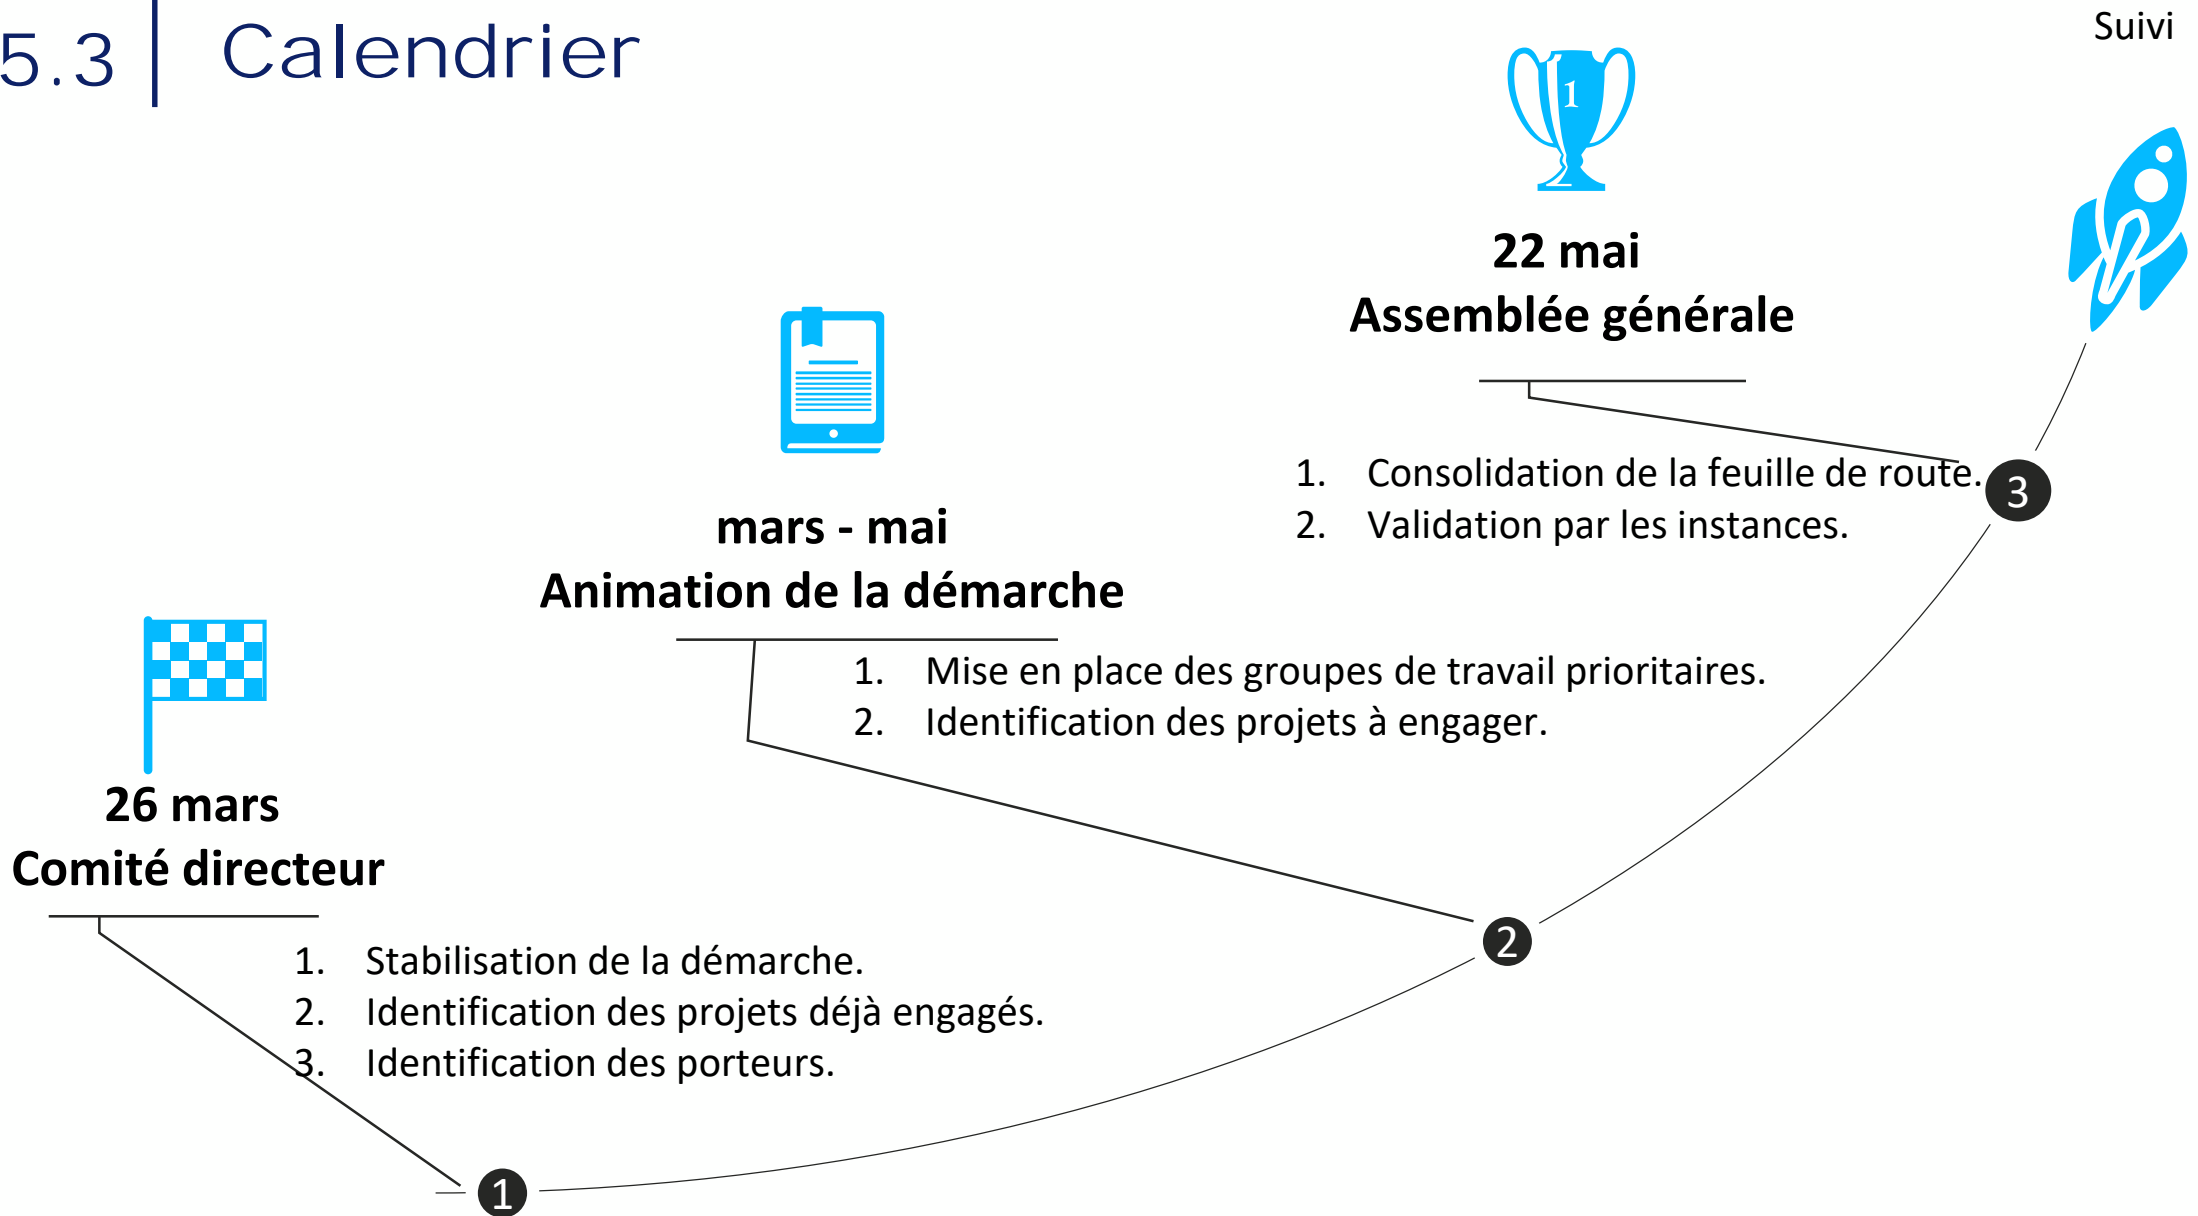 5.3 Calendrier
Suivi
1
22 mai
Assemblée générale
1. Consolidation de la feuille de route.
2. Validation par les instances.
3
mars - mai
Animation de la démarche
1. Mise en place des groupes de travail prioritaires.
2. Identification des projets à engager.
2
26 mars
Comité directeur
1. Stabilisation de la démarche.
2. Identification des projets déjà engagés.
3. Identification des porteurs.
1